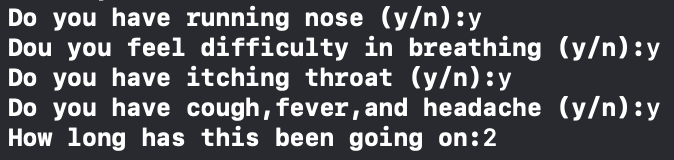 Do you have running nose (y/n):y
Dou you feel difficulty in breathing (y/n):y
Do you have itching throat (y/n):y
Do you have cough,fever,and headache (y/n):y
How long has this been going on:2